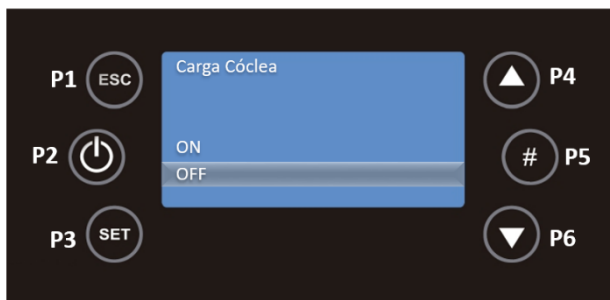 P1 ESC
Carga Cóclea
P4
P2
ON
# P5
OFF
P3 SET
P6